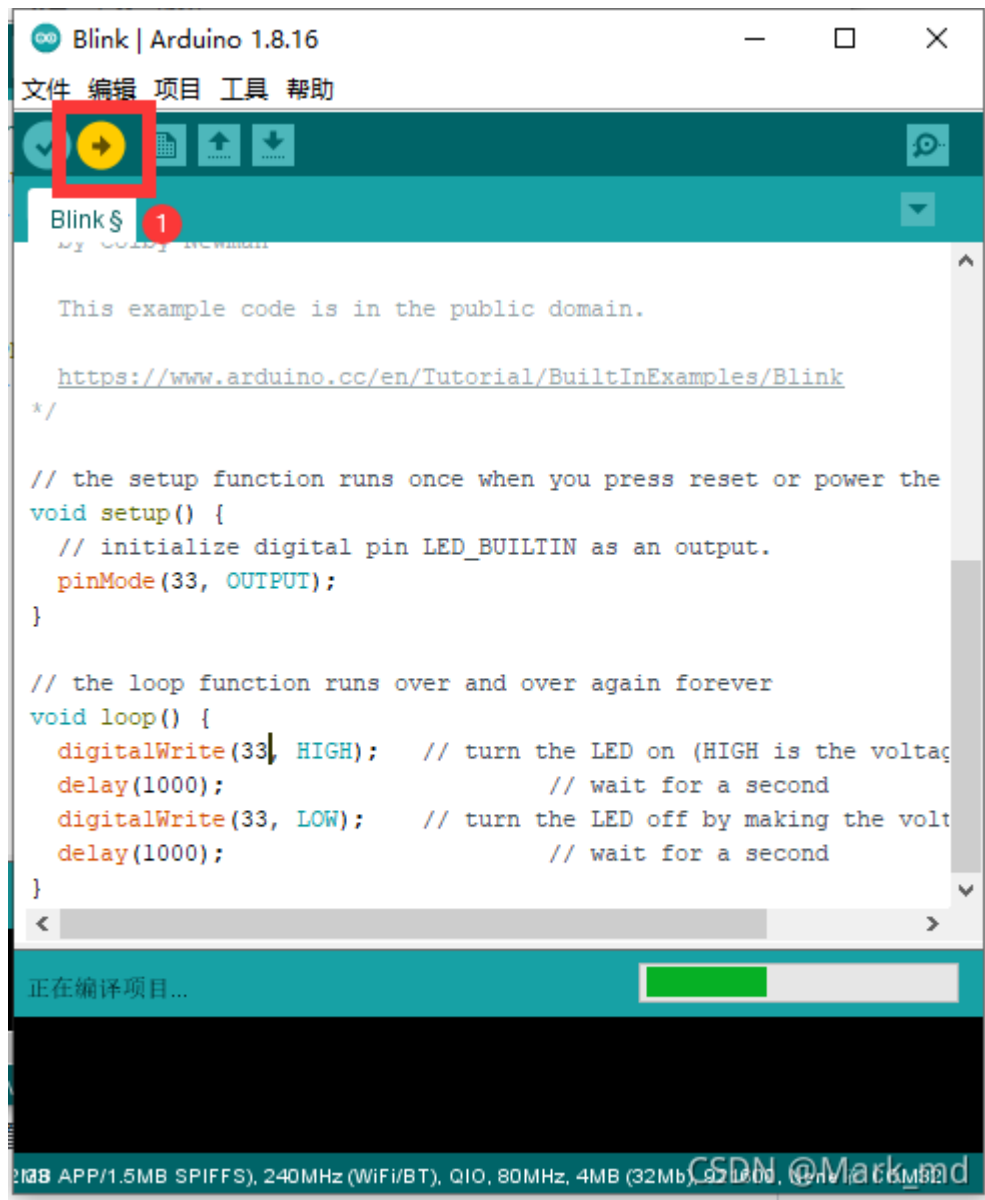 Blink | Arduino 1.8.16
文件 编辑 项目 工具 帮助
Blink §
1
by Colby Newman
This example code is in the public domain.
https://www.arduino.cc/en/Tutorial/BuiltInExamples/Blink
*/
// the setup function runs once when you press reset or power the
void setup() {
// initialize digital pin LED_BUILTIN as an output.
pinMode(33, OUTPUT);
}
// the loop function runs over and over again forever
void loop() {
digitalWrite(33, HIGH);   // turn the LED on (HIGH is the voltag
delay(1000);                       // wait for a second
digitalWrite(33, LOW);    // turn the LED off by making the volt
delay(1000);                       // wait for a second
}
正在编译项目...
APP/1.5MB SPIFFS), 240MHz (WiFi/BT), QIO, 80MHz, 4MB (32Mb), 921600,
CSDN @Mark_md